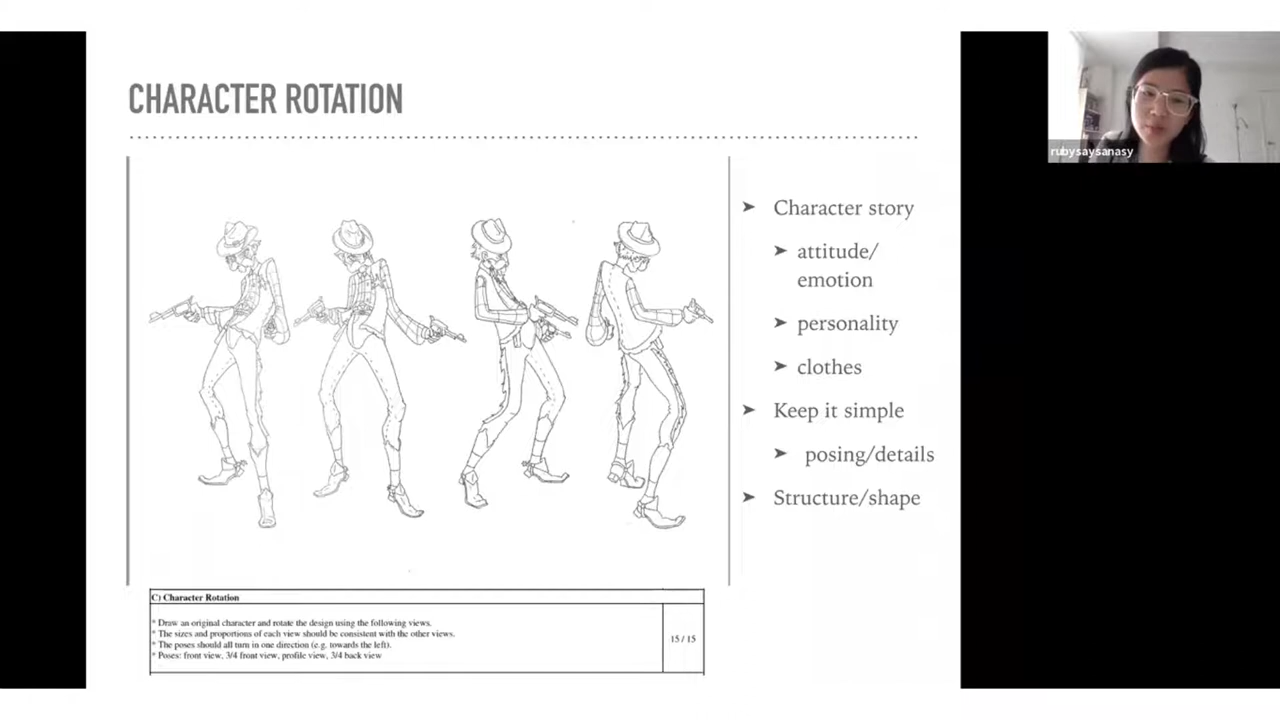 CHARACTER ROTATION
rubysaysanasy
➤ Character story
➤ attitude/
emotion
➤ personality
➤ clothes
➤ Keep it simple
➤ posing/details
➤ Structure/shape
C) Character Rotation
* Draw an original character and rotate the design using the following views.
* The sizes and proportions of each view should be consistent with the other views.
* The poses should all turn in one direction (e.g. towards the left).
* Poses: front view, 3/4 front view, profile view, 3/4 back view
15 / 15